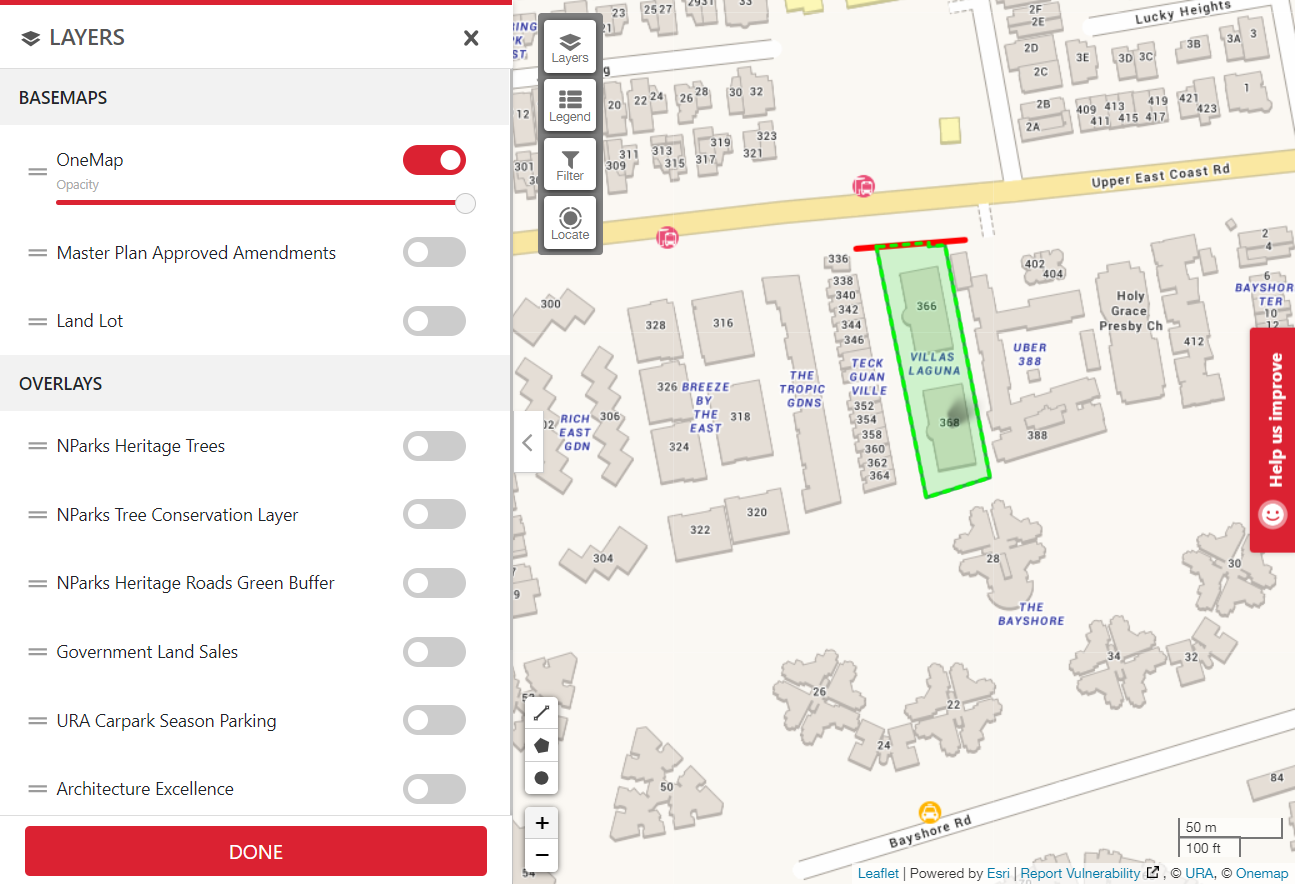 LAYERS
BASEMAPS
OneMap
Opacity
Master Plan Approved Amendments
Land Lot
OVERLAYS
NParks Heritage Trees
NParks Tree Conservation Layer
NParks Heritage Roads Green Buffer
Government Land Sales
URA Carpark Season Parking
Architecture Excellence
DONE
Layers
Legend
Filter
Locate
Lucky Heights
Upper East Coast Rd
23
25 27
33
2F
2E
2D
2C
2B
2A
3E
3D
3C
3B
3A
3
1
409
411
413
415
419
417
421
423
12
20
22
24
26
28
30
32
301
309
311
313
315
317
319
321
323
336
338
340
342
344
346
352
354
358
360
362
364
366
368
VILLAS
LAGUNA
TECK
GUAN
VILLE
THE
TROPIC
GDNS
BREEZE
BY
THE
EAST
RICH
EAST
GDN
300
328
316
326
318
324
306
322
320
304
402
404
Holy
Grace
Presby Ch
412
UBER
388
388
2
4
6
BAYSHOR
TER
10
12
28
THE
BAYSHORE
30
34
32
26
22
24
50
84
54
Bayshore Rd
Help us improve
+
−
50 m
100 ft
Leaflet | Powered by Esri | Report Vulnerability , © URA, © Onemap